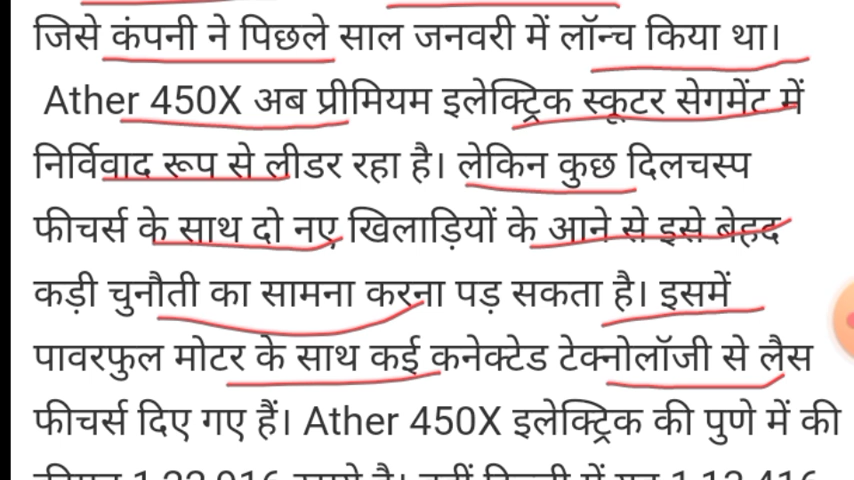 जिसे कंपनी ने पिछले साल जनवरी में लॉन्च किया था।
Ather 450X अब प्रीमियम इलेक्ट्रिक स्कूटर सेगमेंट में
निर्विवाद रूप से लीडर रहा है। लेकिन कुछ दिलचस्प
फीचर्स के साथ दो नए खिलाड़ियों के आने से इसे बेहद
कड़ी चुनौती का सामना करना पड़ सकता है। इसमें
पावरफुल मोटर के साथ कई कनेक्टेड टेक्नोलॉजी से लैस
फीचर्स दिए गए हैं। Ather 450X इलेक्ट्रिक की पुणे में की